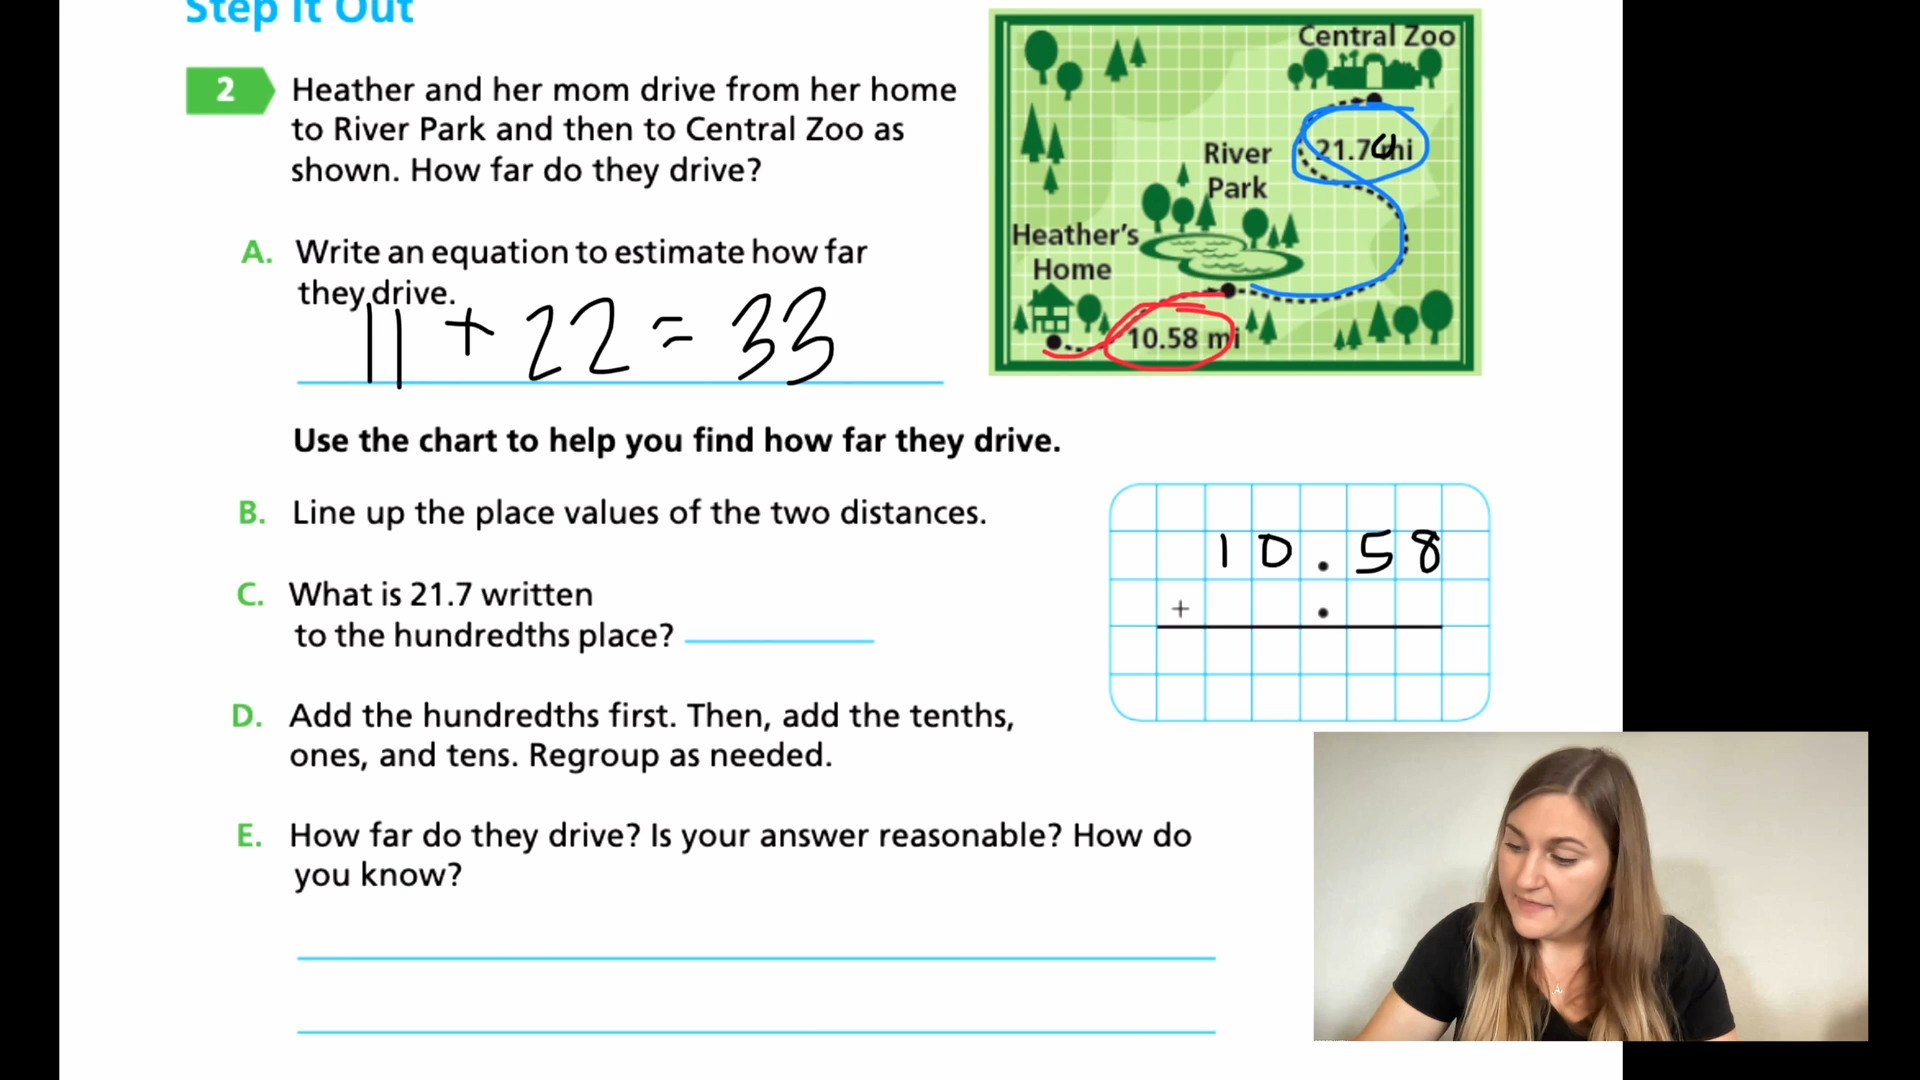 Step It Out
2 Heather and her mom drive from her home
to River Park and then to Central Zoo as
shown. How far do they drive?
Central Zoo
21.70 mi
River
Park
Heather's
Home
10.58 mi
A. Write an equation to estimate how far
they drive.
11 + 22 = 33
Use the chart to help you find how far they drive.
B. Line up the place values of the two distances.
10.58
+ .
C. What is 21.7 written
to the hundredths place?
D. Add the hundredths first. Then, add the tenths,
ones, and tens. Regroup as needed.
E. How far do they drive? Is your answer reasonable? How do
you know?